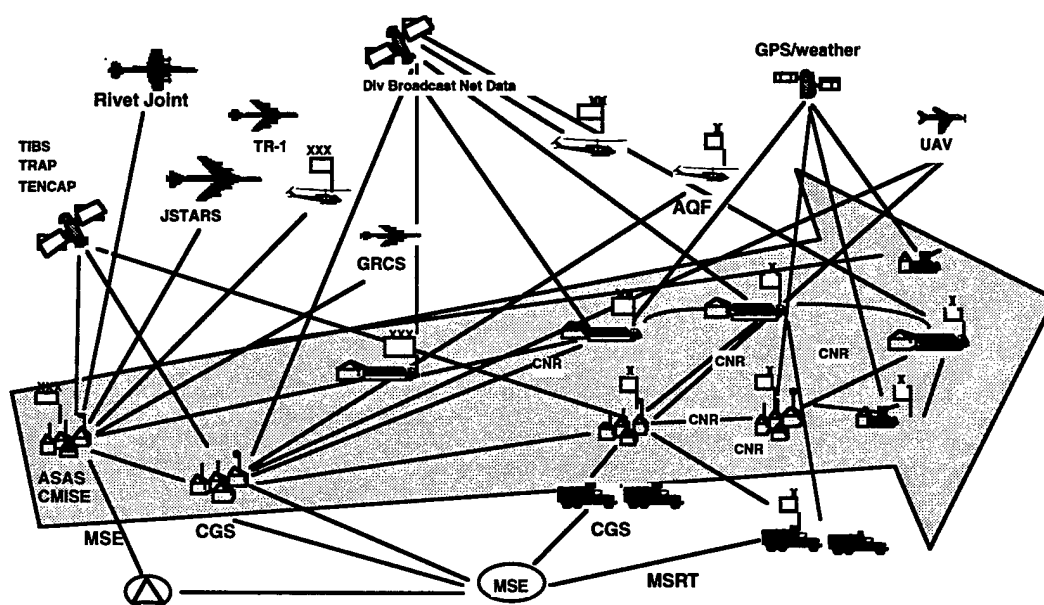 GPS/weather
Rivet Joint
Div Broadcast Net Data
XX
X
TR-1
UAV
TIBS
TRAP
TENCAP
XXX
JSTARS
AQF
GRCS
X
X
XXX
CNR
CNR
CNR
XXX
X
X
X
CNR
CNR
ASAS
CMISE
CGS
CGS
X
MSE
MSE
MSRT